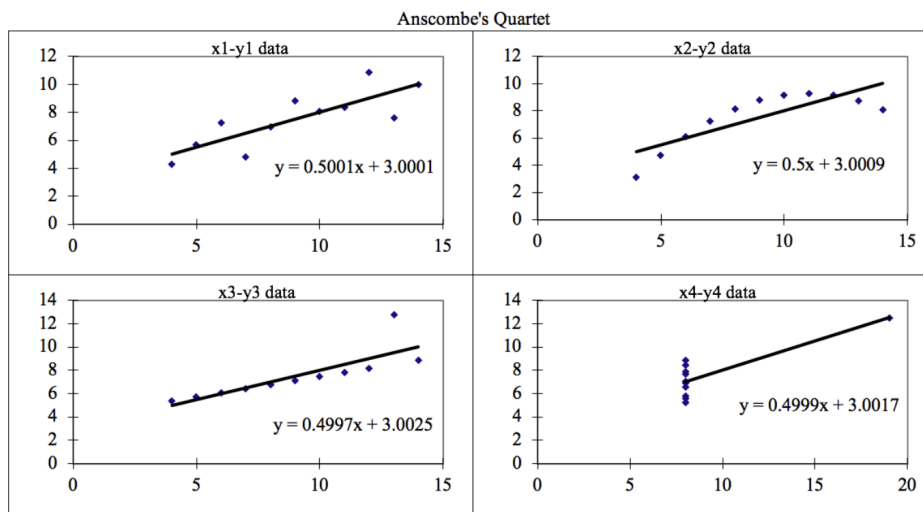 Anscombe's Quartet
x1-y1 data
12
10
8
6
4
2
0
y = 0.5001x + 3.0001
0 5 10 15
x2-y2 data
12
10
8
6
4
2
0
y = 0.5x + 3.0009
0 5 10 15
x3-y3 data
14
12
10
8
6
4
2
0
y = 0.4997x + 3.0025
0 5 10 15
x4-y4 data
14
12
10
8
6
4
2
0
y = 0.4999x + 3.0017
0 5 10 15 20